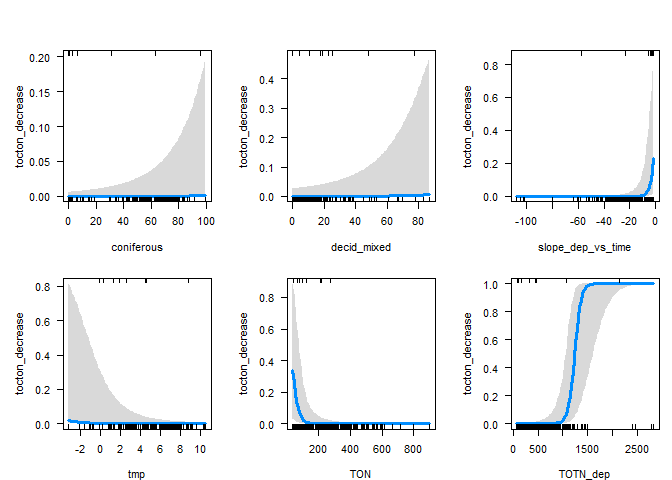 tocton_decrease
0.20
0.15
0.10
0.05
0.00
0 20 40 60 80 100
coniferous
tocton_decrease
0.4
0.3
0.2
0.1
0.0
0 20 40 60 80
decid_mixed
tocton_decrease
0.8
0.6
0.4
0.2
0.0
-100 -60 -40 -20 0
slope_dep_vs_time
tocton_decrease
0.8
0.6
0.4
0.2
0.0
-2 0 2 4 6 8 10
tmp
tocton_decrease
0.8
0.6
0.4
0.2
0.0
200 400 600 800
TON
tocton_decrease
1.0
0.8
0.6
0.4
0.2
0.0
500 1500 2500
TOTN_dep